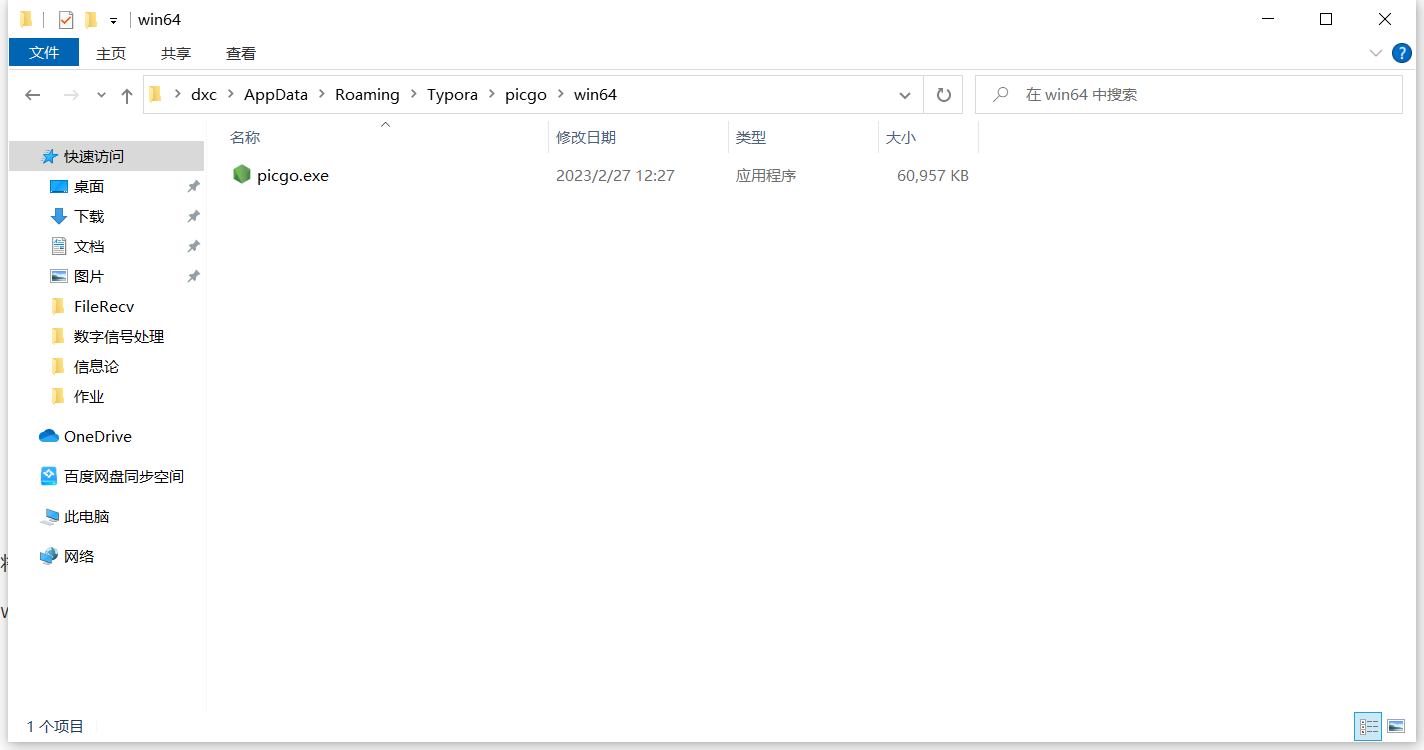 win64
文件 主页 共享 查看
dxc AppData Roaming Typora picgo win64 在 win64 中搜索
名称 修改日期 类型 大小
picgo.exe 2023/2/27 12:27 应用程序 60,957 KB
快速访问
桌面
下载
文档
图片
FileRecv
数字信号处理
信息论
作业
OneDrive
百度网盘同步空间
此电脑
网络
1 个项目